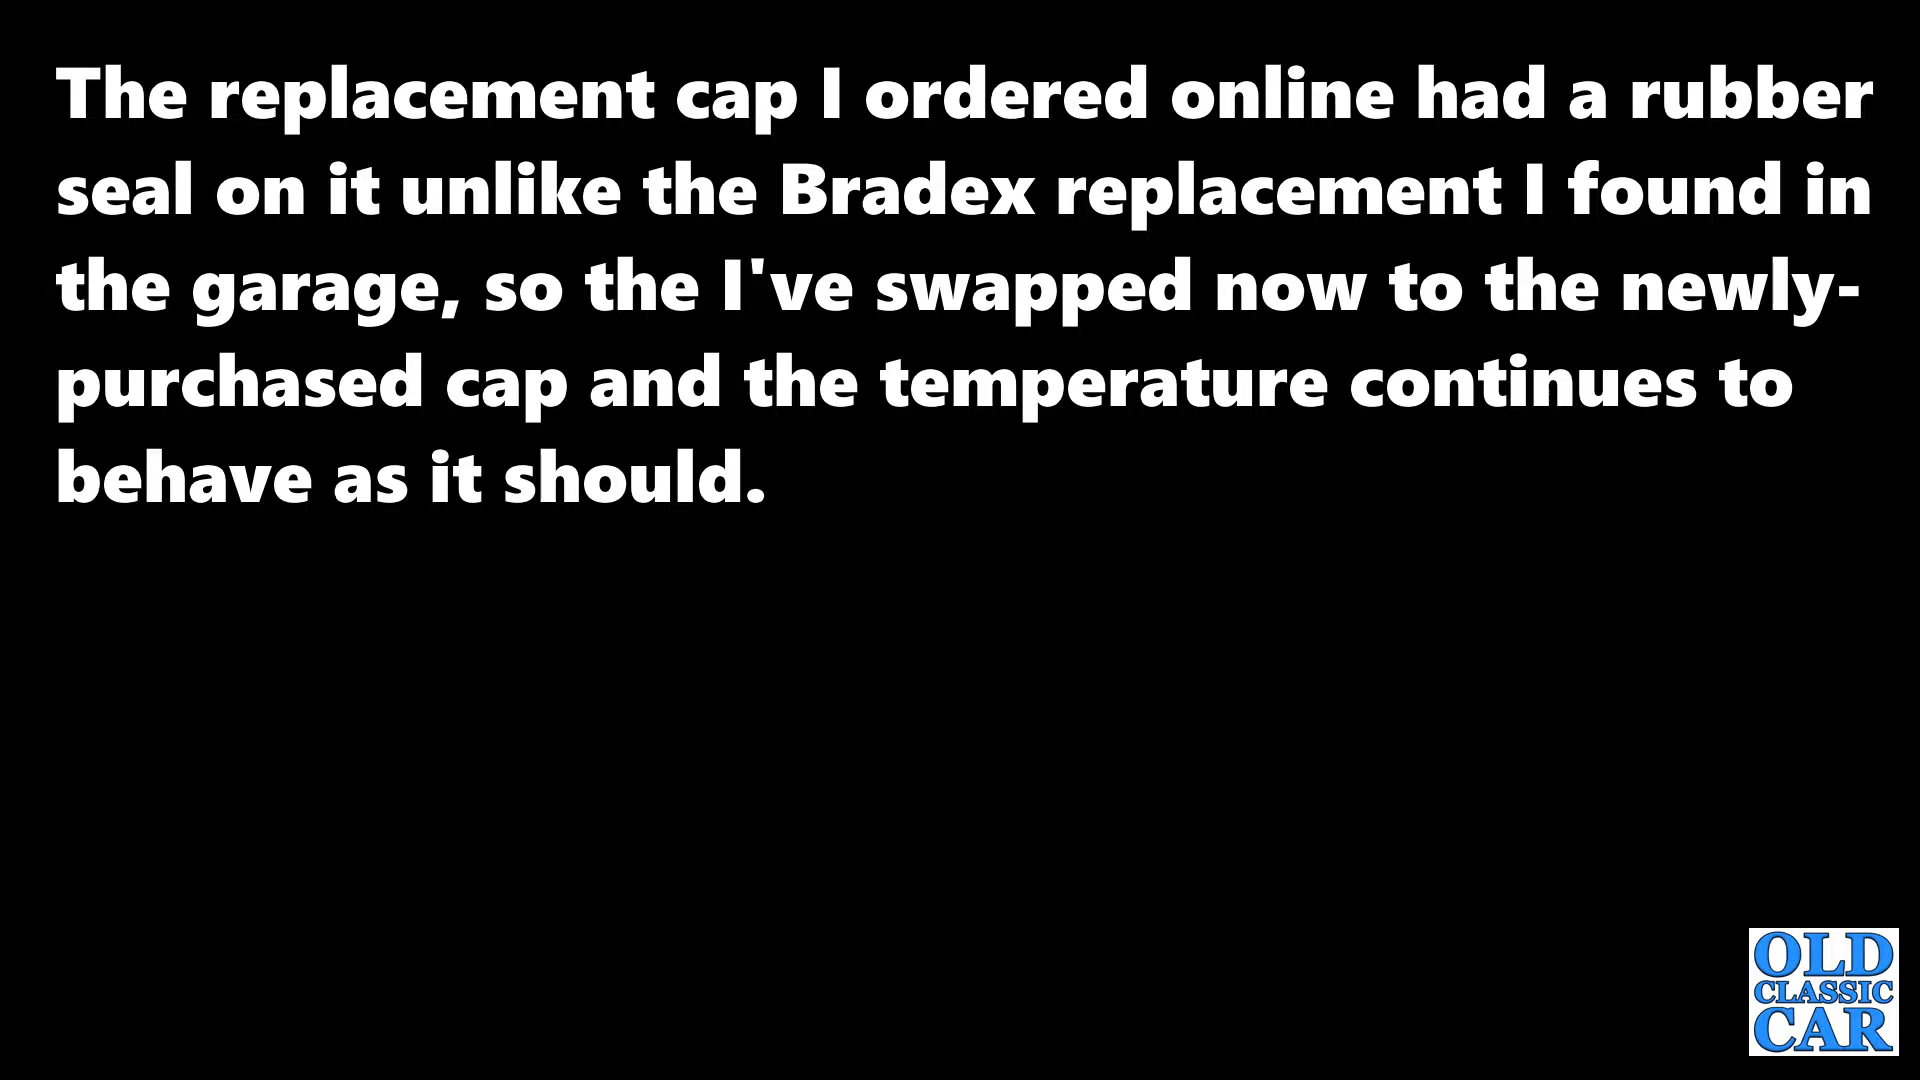 The replacement cap I ordered online had a rubber
seal on it unlike the Bradex replacement I found in
the garage, so the I've swapped now to the newly-
purchased cap and the temperature continues to
behave as it should.
OLD
CLASSIC
CAR